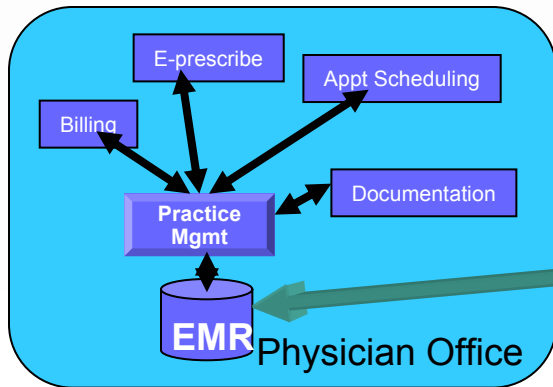 E-prescribe
Appt Scheduling
Billing
Documentation
Practice
Mgmt
EMR
Physician Office